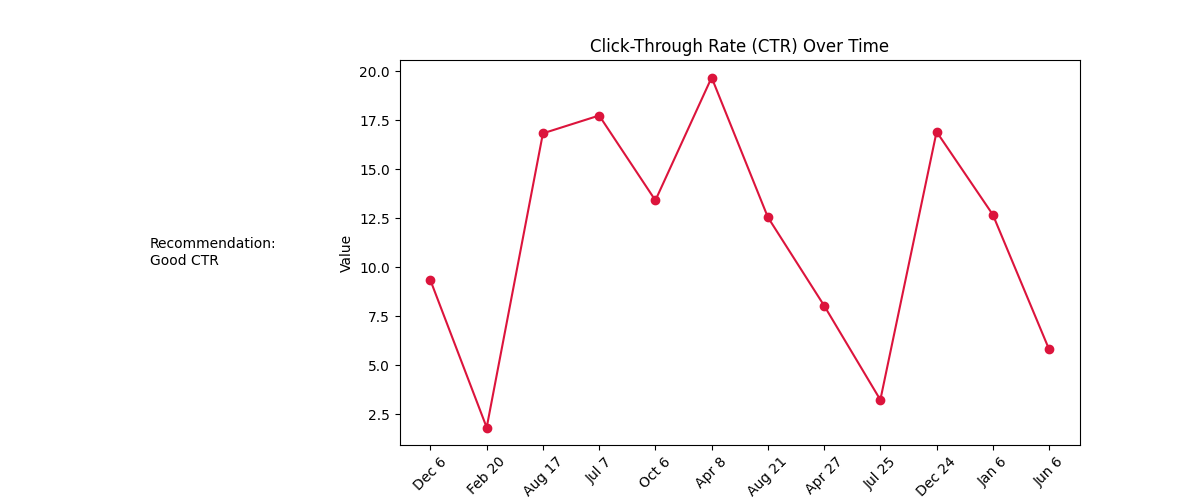 Click-Through Rate (CTR) Over Time
Recommendation:
Good CTR
Value
20.0
17.5
15.0
12.5
10.0
7.5
5.0
2.5
Dec 6
Feb 20
Aug 17
Jul 7
Oct 6
Apr 8
Aug 21
Apr 27
Jul 25
Dec 24
Jan 6
Jun 6